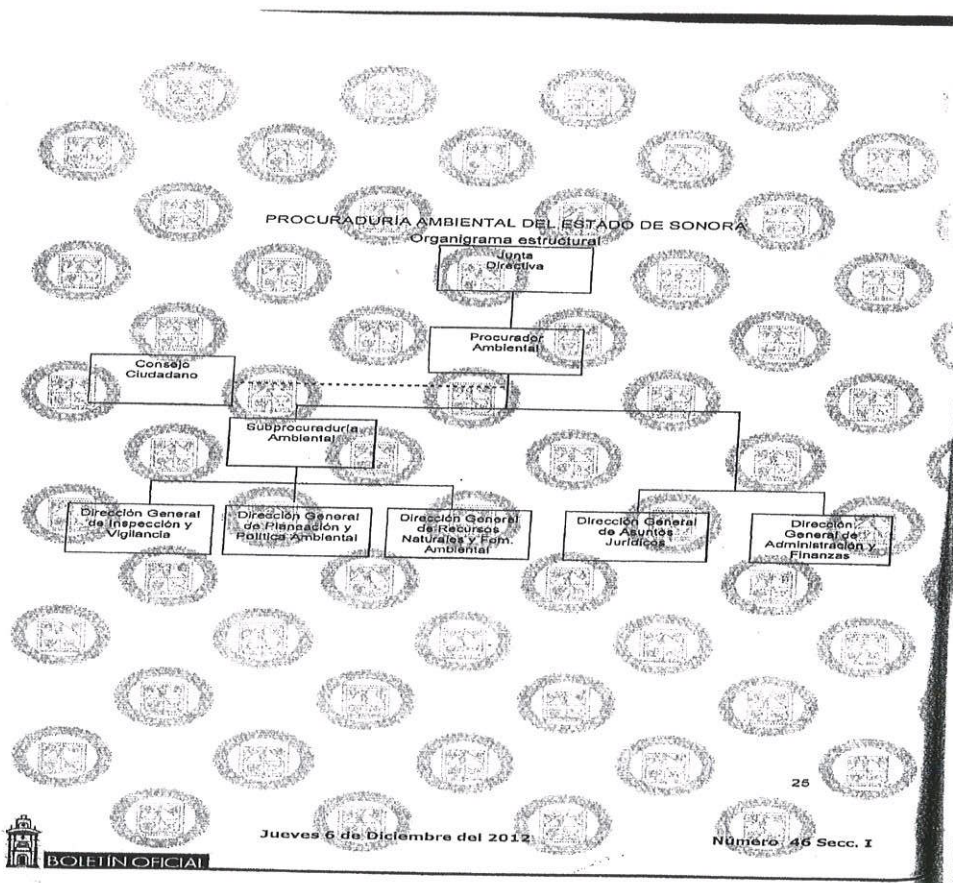 PROCURADURÍA AMBIENTAL DEL ESTADO DE SONORA
Organigrama estructural
Junta
Directiva
Procurador
Ambiental
Consejo
Ciudadano
Subprocuraduría
Ambiental
Dirección General
de Inspección y
Vigilancia
Dirección General
de Planeación y
Política Ambiental
Dirección General
de Recursos
Naturales y Fom.
Ambiental
Dirección General
de Asuntos
Jurídicos
Dirección
General de
Administración y
Finanzas
25
Jueves 6 de Diciembre del 2012
Número 46 Secc. I
BOLETÍN OFICIAL